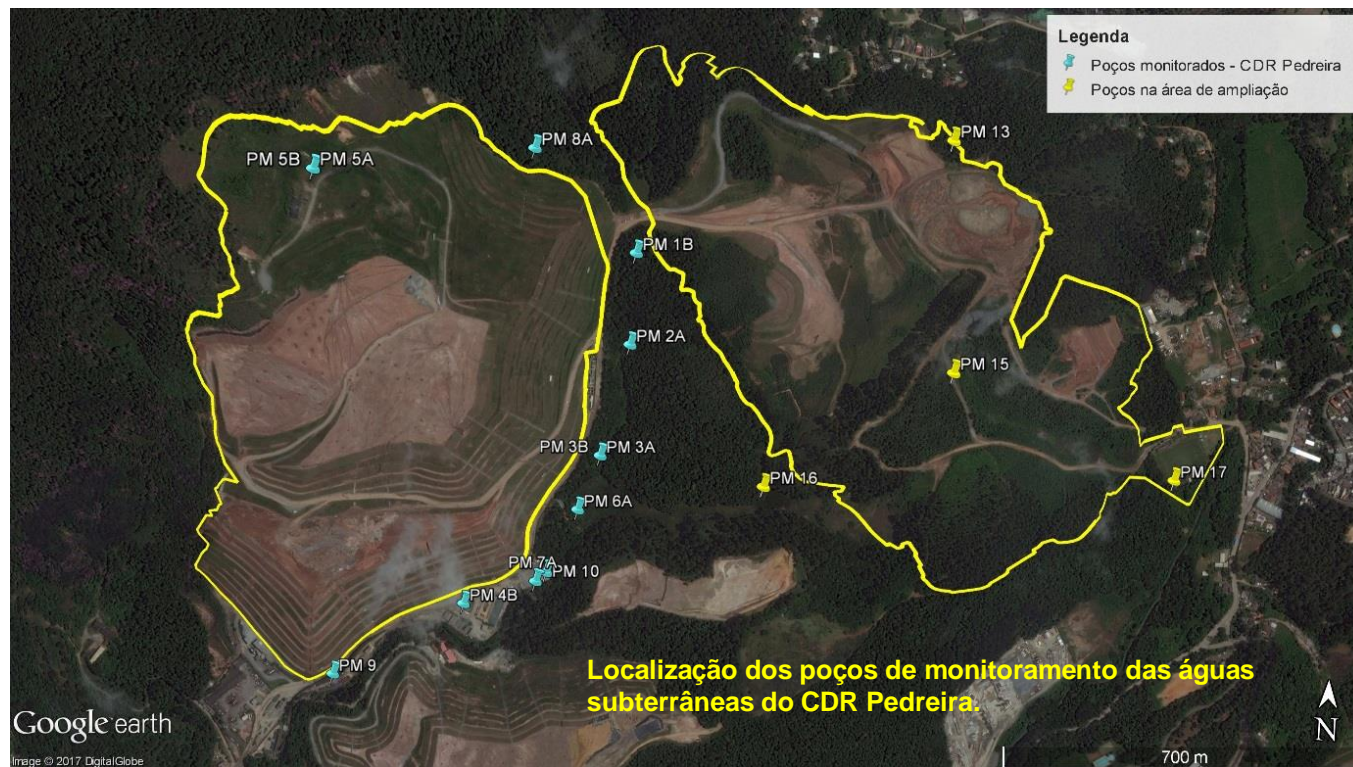 Legenda
Poços monitorados - CDR Pedreira
Poços na área de ampliação
PM 13
PM 8A
PM 5B
PM 5A
PM 1B
PM 2A
PM 15
PM 3B
PM 3A
PM 16
PM 17
PM 6A
PM 7A
PM 10
PM 4B
PM 9
Localização dos poços de monitoramento das águas
subterrâneas do CDR Pedreira.
Google earth
N
Image © 2017 DigitalGlobe
700 m